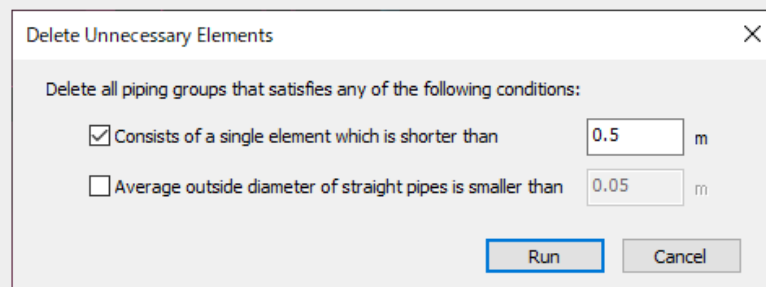 Delete Unnecessary Elements
Delete all piping groups that satisfies any of the following conditions:
Consists of a single element which is shorter than 0.5 m
Average outside diameter of straight pipes is smaller than 0.05 m
Run Cancel